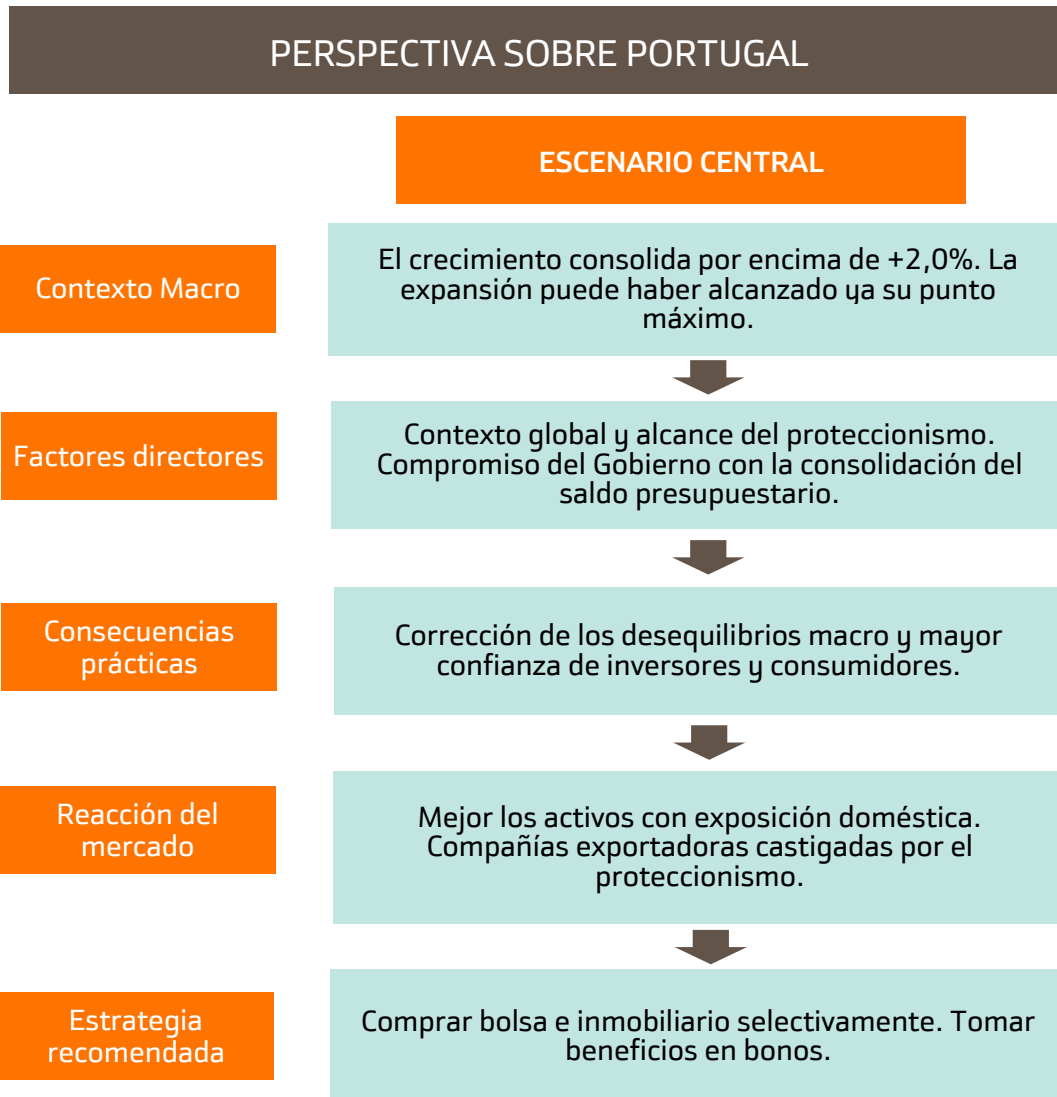 PERSPECTIVA SOBRE PORTUGAL
ESCENARIO CENTRAL
Contexto Macro
El crecimiento consolida por encima de +2,0%. La
expansión puede haber alcanzado ya su punto
máximo.
Factores directores
Contexto global y alcance del proteccionismo.
Compromiso del Gobierno con la consolidación del
saldo presupuestario.
Consecuencias
prácticas
Corrección de los desequilibrios macro y mayor
confianza de inversores y consumidores.
Reacción del
mercado
Mejor los activos con exposición doméstica.
Compañías exportadoras castigadas por el
proteccionismo.
Estrategia
recomendada
Comprar bolsa e inmobiliario selectivamente. Tomar
beneficios en bonos.